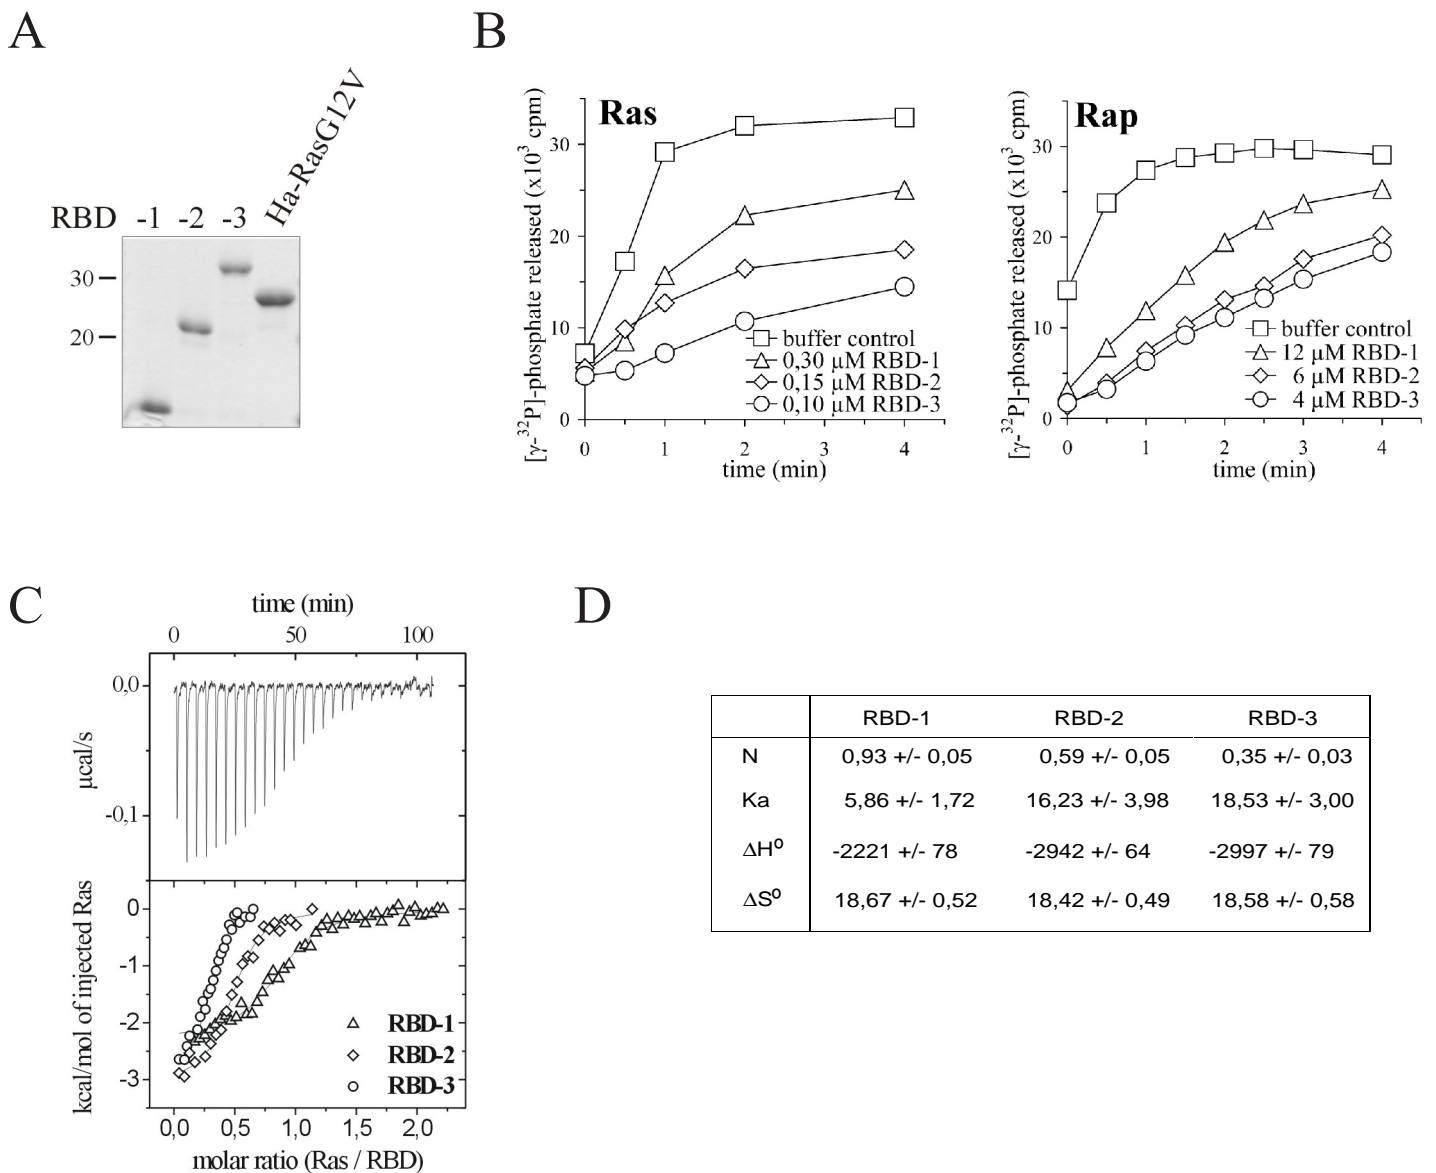 A
RBD -1 -2 -3 Ha-RasG12V
30
20
B
Ras
[γ-³²P]-phosphate released (x10³ cpm)
30
20
10
0
buffer control
0,30 µM RBD-1
0,15 µM RBD-2
0,10 µM RBD-3
0 1 2 3 4
time (min)
Rap
[γ-³²P]-phosphate released (x10³ cpm)
30
20
10
0
buffer control
12 µM RBD-1
6 µM RBD-2
4 µM RBD-3
0 1 2 3 4
time (min)
C
time (min)
0 50 100
0,0
-0,1
µcal/s
0
-1
-2
-3
kcal/mol of injected Ras
RBD-1
RBD-2
RBD-3
0,0 0,5 1,0 1,5 2,0
molar ratio (Ras / RBD)
D
RBD-1 RBD-2 RBD-3
N 0,93 +/- 0,05 0,59 +/- 0,05 0,35 +/- 0,03
Ka 5,86 +/- 1,72 16,23 +/- 3,98 18,53 +/- 3,00
ΔHº -2221 +/- 78 -2942 +/- 64 -2997 +/- 79
ΔSº 18,67 +/- 0,52 18,42 +/- 0,49 18,58 +/- 0,58